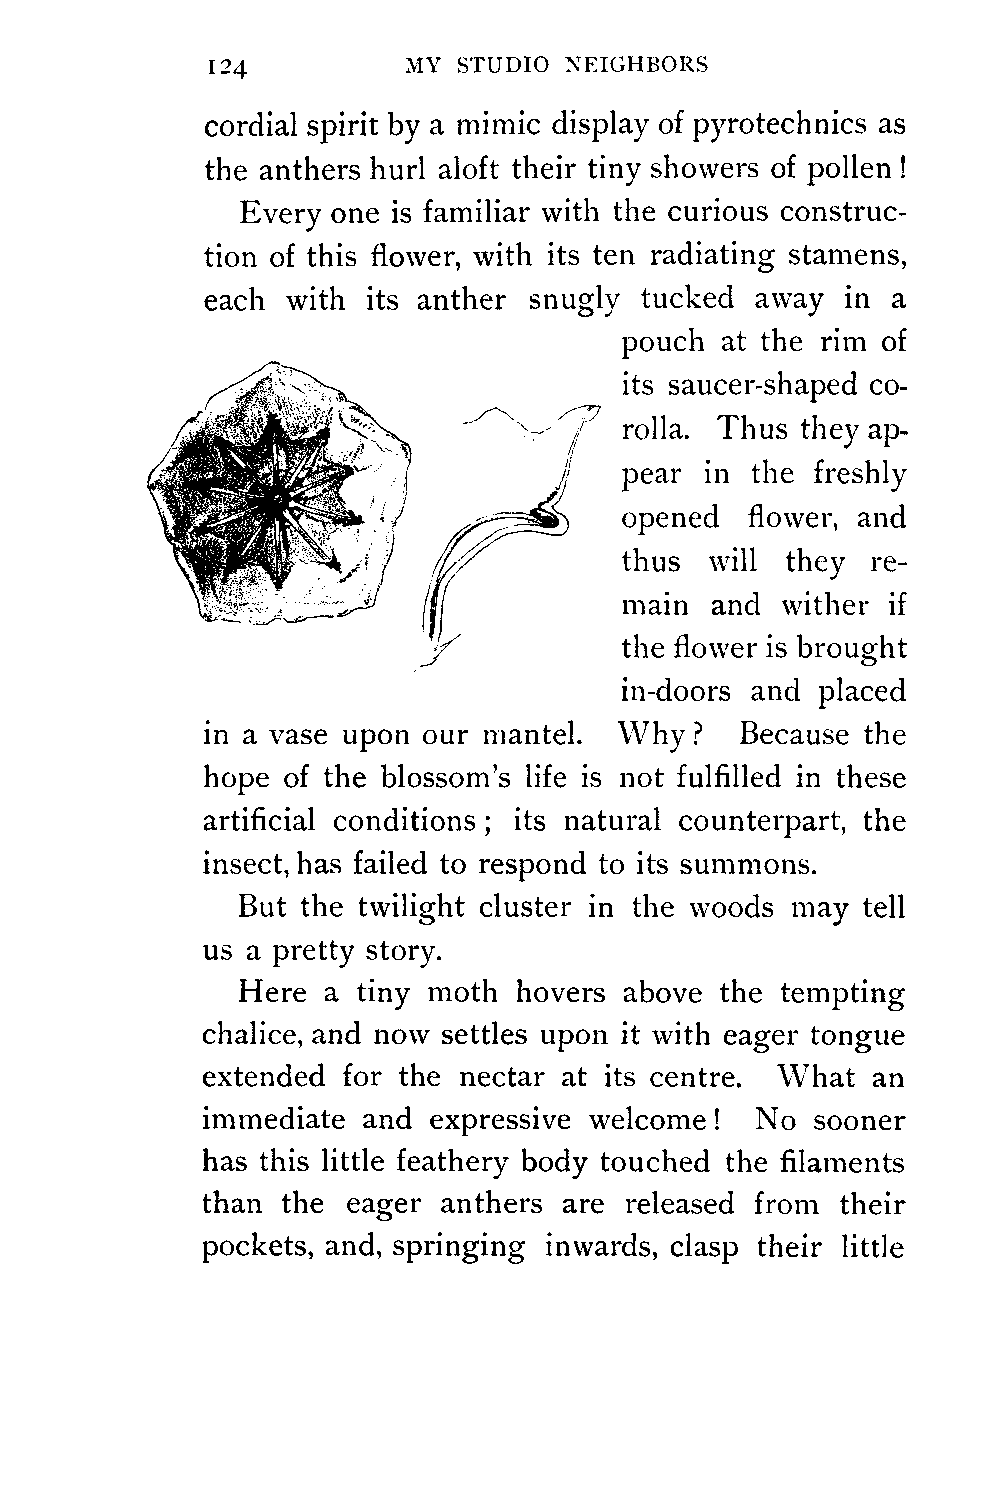 124 MY STUDIO NEIGHBORS
cordial spirit by a mimic display of pyrotechnics as
the anthers hurl aloft their tiny showers of pollen !
Every one is familiar with the curious construc-
tion of this flower, with its ten radiating stamens,
each with its anther snugly tucked away in a
pouch at the rim of
its saucer-shaped co-
rolla. Thus they ap-
pear in the freshly
opened flower, and
thus will they re-
main and wither if
the flower is brought
in-doors and placed
in a vase upon our mantel. Why ? Because the
hope of the blossom's life is not fulfilled in these
artificial conditions ; its natural counterpart, the
insect, has failed to respond to its summons.
But the twilight cluster in the woods may tell
us a pretty story.
Here a tiny moth hovers above the tempting
chalice, and now settles upon it with eager tongue
extended for the nectar at its centre. What an
immediate and expressive welcome ! No sooner
has this little feathery body touched the filaments
than the eager anthers are released from their
pockets, and, springing inwards, clasp their little